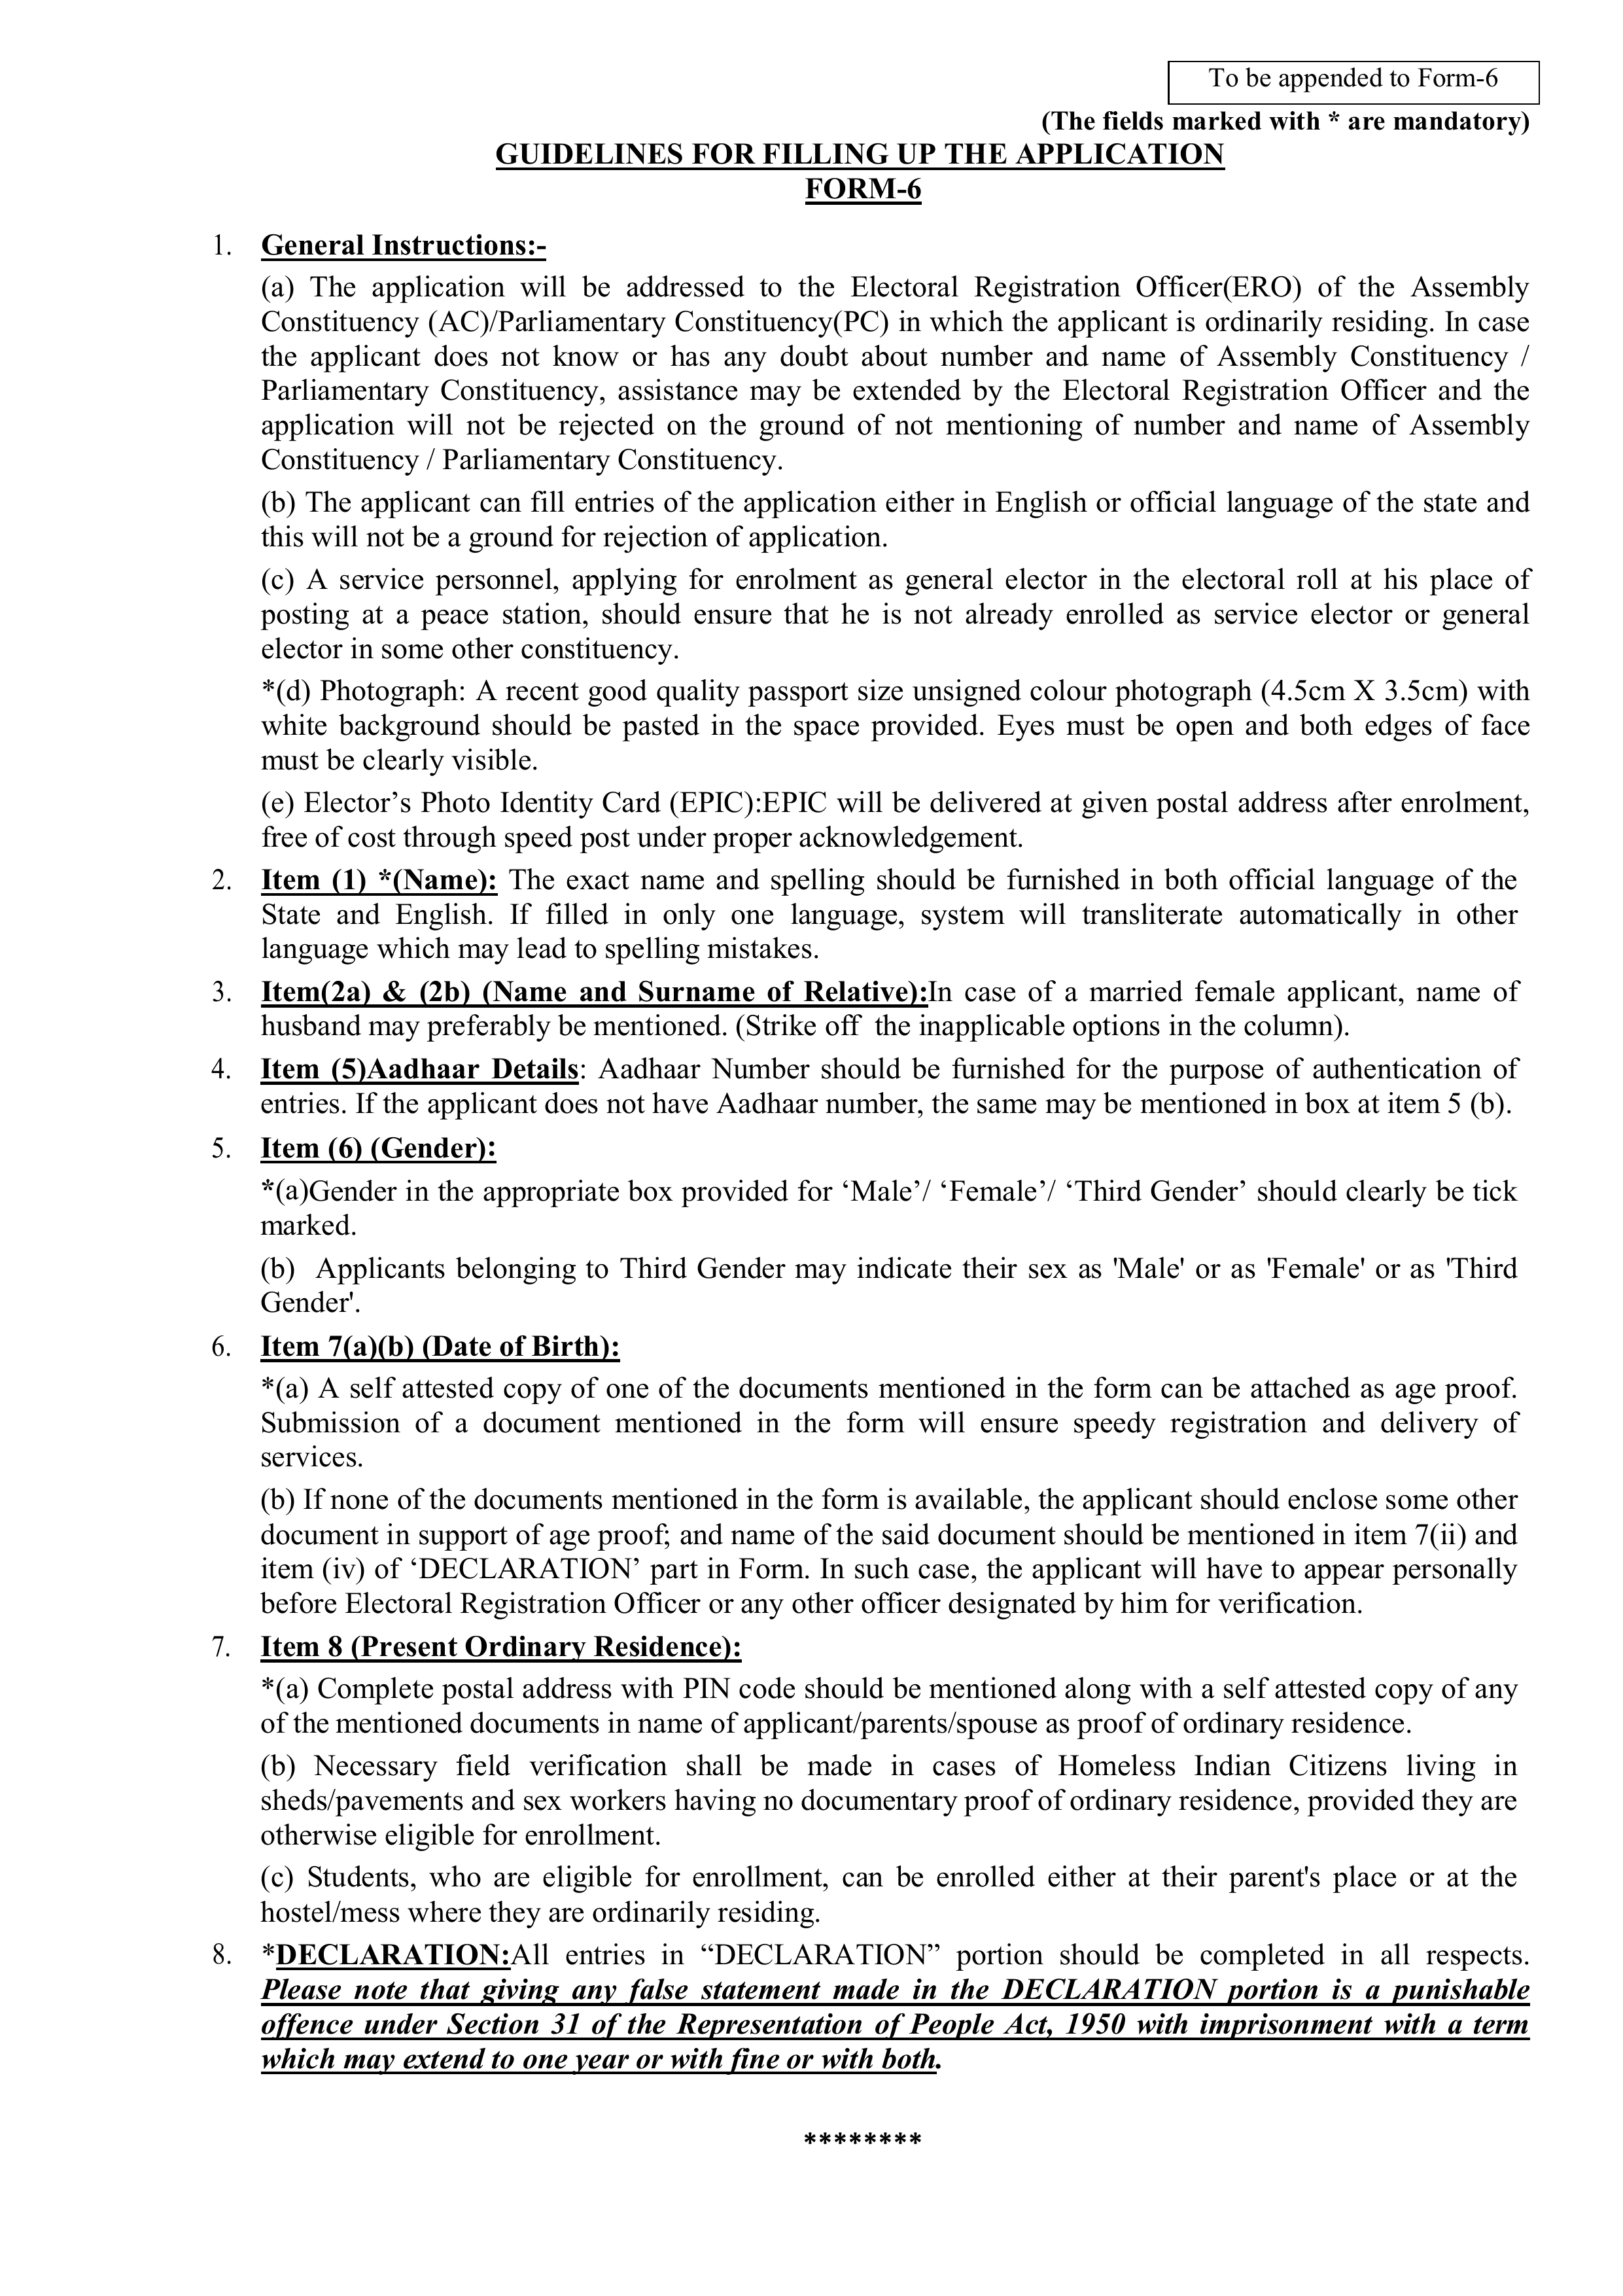 To be appended to Form-6
(The fields marked with * are mandatory)
GUIDELINES FOR FILLING UP THE APPLICATION
FORM-6
1. General Instructions:-
(a) The application will be addressed to the Electoral Registration Officer(ERO) of the Assembly
Constituency (AC)/Parliamentary Constituency(PC) in which the applicant is ordinarily residing. In case
the applicant does not know or has any doubt about number and name of Assembly Constituency /
Parliamentary Constituency, assistance may be extended by the Electoral Registration Officer and the
application will not be rejected on the ground of not mentioning of number and name of Assembly
Constituency / Parliamentary Constituency.
(b) The applicant can fill entries of the application either in English or official language of the state and
this will not be a ground for rejection of application.
(c) A service personnel, applying for enrolment as general elector in the electoral roll at his place of
posting at a peace station, should ensure that he is not already enrolled as service elector or general
elector in some other constituency.
*(d) Photograph: A recent good quality passport size unsigned colour photograph (4.5cm X 3.5cm) with
white background should be pasted in the space provided. Eyes must be open and both edges of face
must be clearly visible.
(e) Elector’s Photo Identity Card (EPIC):EPIC will be delivered at given postal address after enrolment,
free of cost through speed post under proper acknowledgement.
2. Item (1) *(Name): The exact name and spelling should be furnished in both official language of the
State and English. If filled in only one language, system will transliterate automatically in other
language which may lead to spelling mistakes.
3. Item(2a) & (2b) (Name and Surname of Relative):In case of a married female applicant, name of
husband may preferably be mentioned. (Strike off the inapplicable options in the column).
4. Item (5)Aadhaar Details: Aadhaar Number should be furnished for the purpose of authentication of
entries. If the applicant does not have Aadhaar number, the same may be mentioned in box at item 5 (b).
5. Item (6) (Gender):
*(a)Gender in the appropriate box provided for ‘Male’/ ‘Female’/ ‘Third Gender’ should clearly be tick
marked.
(b) Applicants belonging to Third Gender may indicate their sex as 'Male' or as 'Female' or as 'Third
Gender'.
6. Item 7(a)(b) (Date of Birth):
*(a) A self attested copy of one of the documents mentioned in the form can be attached as age proof.
Submission of a document mentioned in the form will ensure speedy registration and delivery of
services.
(b) If none of the documents mentioned in the form is available, the applicant should enclose some other
document in support of age proof; and name of the said document should be mentioned in item 7(ii) and
item (iv) of ‘DECLARATION’ part in Form. In such case, the applicant will have to appear personally
before Electoral Registration Officer or any other officer designated by him for verification.
7. Item 8 (Present Ordinary Residence):
*(a) Complete postal address with PIN code should be mentioned along with a self attested copy of any
of the mentioned documents in name of applicant/parents/spouse as proof of ordinary residence.
(b) Necessary field verification shall be made in cases of Homeless Indian Citizens living in
sheds/pavements and sex workers having no documentary proof of ordinary residence, provided they are
otherwise eligible for enrollment.
(c) Students, who are eligible for enrollment, can be enrolled either at their parent's place or at the
hostel/mess where they are ordinarily residing.
8. *DECLARATION:All entries in “DECLARATION” portion should be completed in all respects.
Please note that giving any false statement made in the DECLARATION portion is a punishable
offence under Section 31 of the Representation of People Act, 1950 with imprisonment with a term
which may extend to one year or with fine or with both.
********